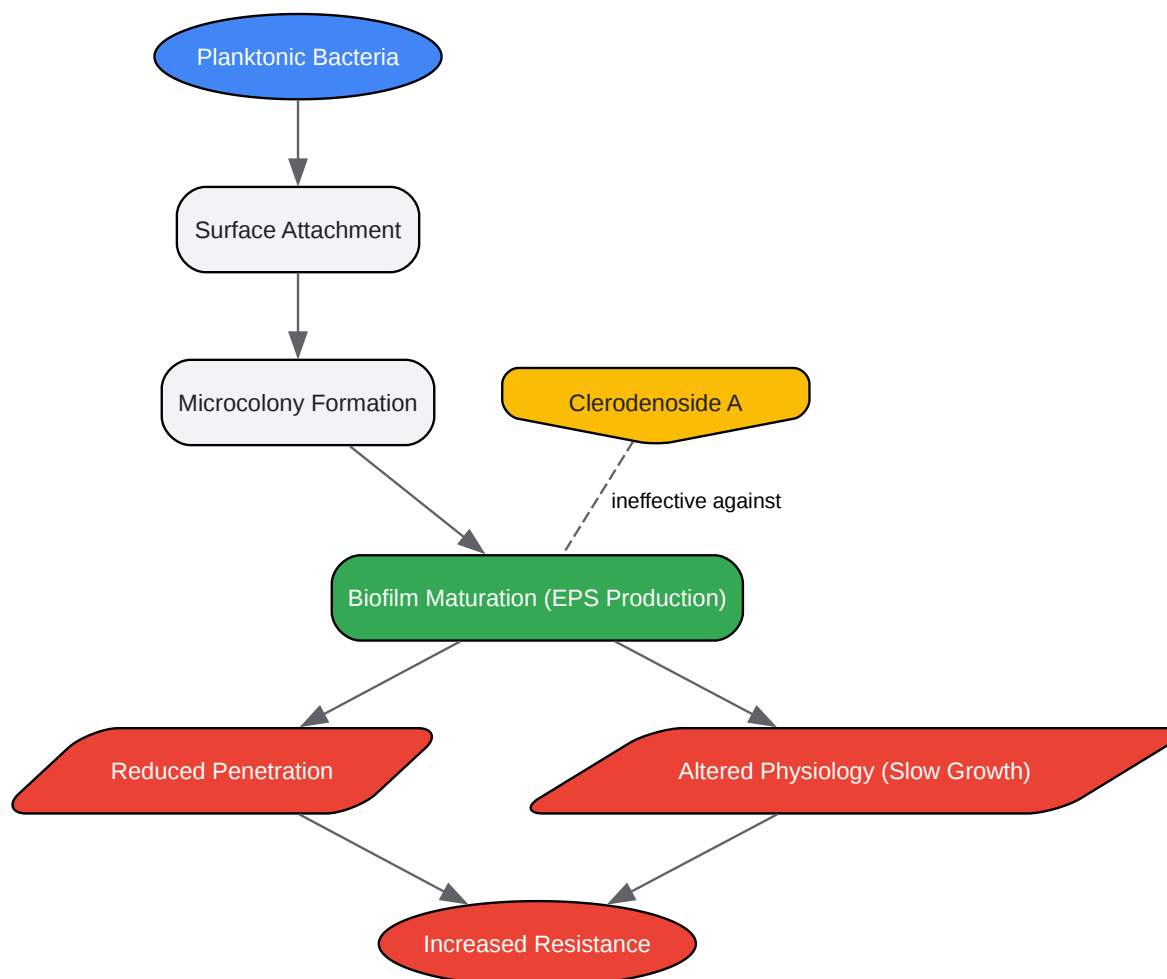 Planktonic Bacteria
Surface Attachment
Microcolony Formation
Clerodenoside A
ineffective against
Biofilm Maturation (EPS Production)
Reduced Penetration
Altered Physiology (Slow Growth)
Increased Resistance